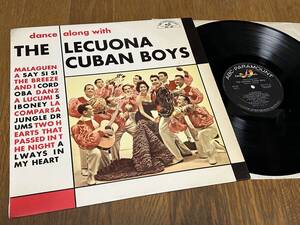 dance along with
THE LECUONA
CUBAN BOYS
MALAGUEN
A SAY SI SI
THE BREEZE
AND I CORD
OBA DANZ
A LUCUMI S
IBONEY LA
COMPARSA
JUNGLE DR
UMS TWO H
EARTS THAT
PASSED IN T
HE NIGHT A
LWAYS IN
MY HEART
ABC-PARAMOUNT